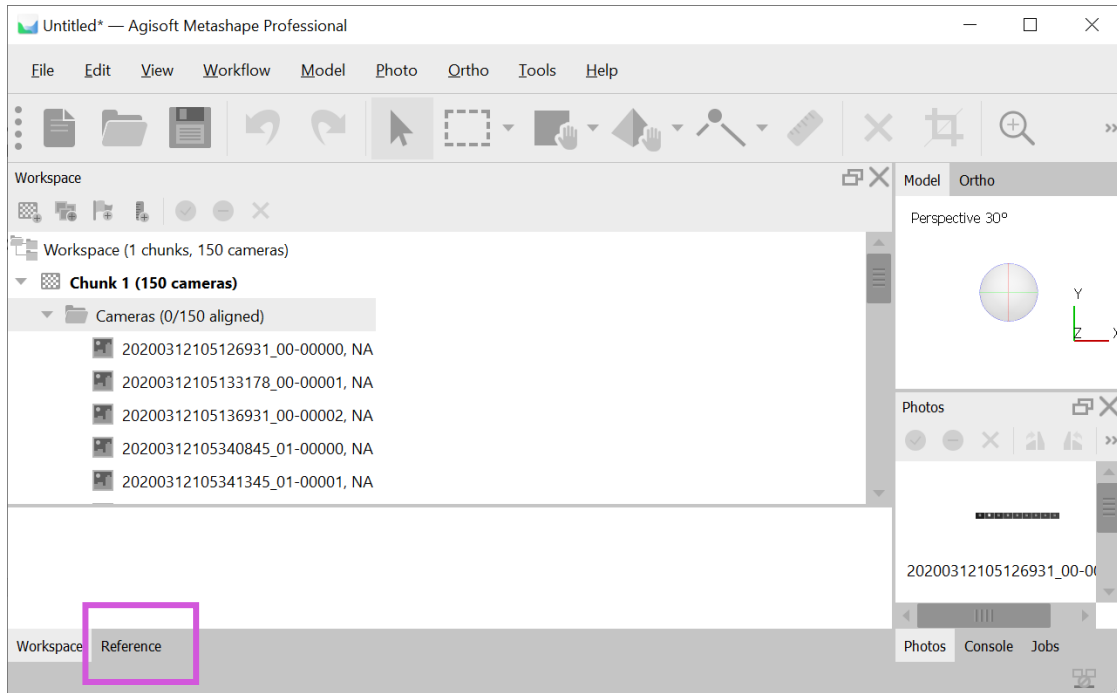 Untitled* — Agisoft Metashape Professional
File Edit View Workflow Model Photo Ortho Tools Help
Workspace
Workspace (1 chunks, 150 cameras)
Chunk 1 (150 cameras)
Cameras (0/150 aligned)
20200312105126931_00-00000, NA
20200312105133178_00-00001, NA
20200312105136931_00-00002, NA
20200312105340845_01-00000, NA
20200312105341345_01-00001, NA
Workspace Reference
Model Ortho
Perspective 30°
Y
Z X
Photos
20200312105126931_00-00
Photos Console Jobs